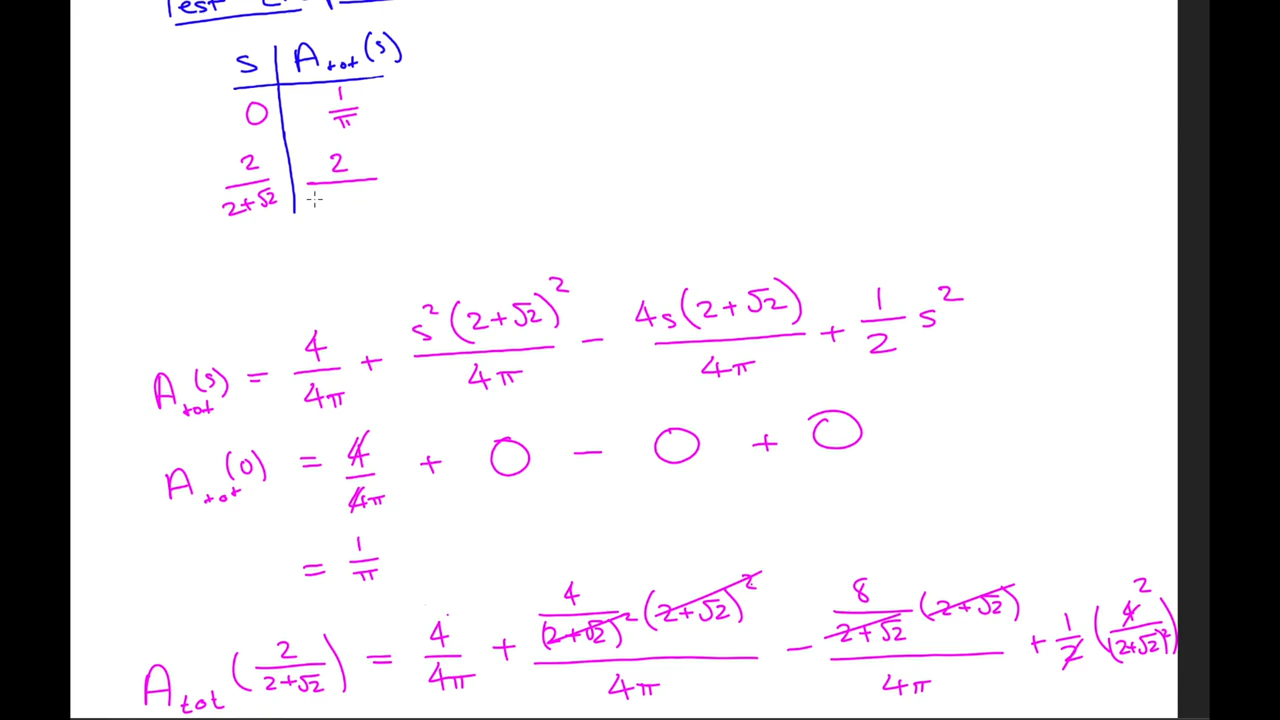 Test
s | A_tot(s)
0 | 1/π
2/(2+√2) | 2/
A_tot(s) = 4/4π + s²(2+√2)²/4π − 4s(2+√2)/4π + 1/2 s²
A_tot(0) = 4/4π + 0 − 0 + 0
= 1/π
A_tot(2/(2+√2)) = 4/4π + 4/(2+√2)² (2+√2)²/4π − 8/(2+√2) (2+√2)/4π + 1/2 (4²/(2+√2)²)